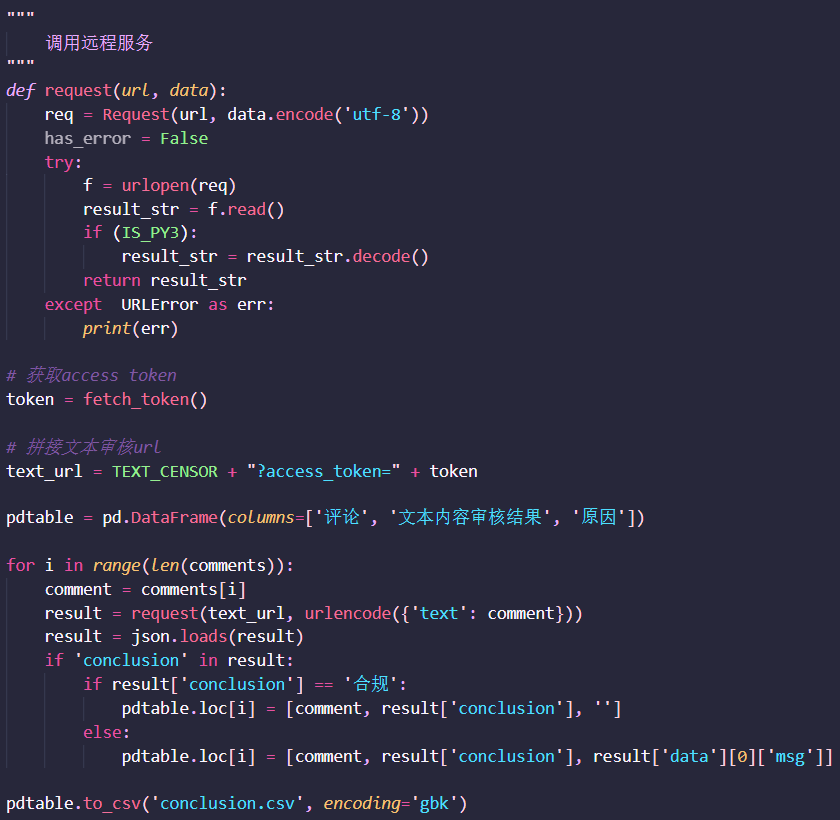 """
    调用远程服务
"""
def request(url, data):
    req = Request(url, data.encode('utf-8'))
    has_error = False
    try:
        f = urlopen(req)
        result_str = f.read()
        if (IS_PY3):
            result_str = result_str.decode()
        return result_str
    except  URLError as err:
        print(err)

# 获取access token
token = fetch_token()

# 拼接文本审核url
text_url = TEXT_CENSOR + "?access_token=" + token

pdtable = pd.DataFrame(columns=['评论', '文本内容审核结果', '原因'])

for i in range(len(comments)):
    comment = comments[i]
    result = request(text_url, urlencode({'text': comment}))
    result = json.loads(result)
    if 'conclusion' in result:
        if result['conclusion'] == '合规':
            pdtable.loc[i] = [comment, result['conclusion'], '']
        else:
            pdtable.loc[i] = [comment, result['conclusion'], result['data'][0]['msg']]

pdtable.to_csv('conclusion.csv', encoding='gbk')